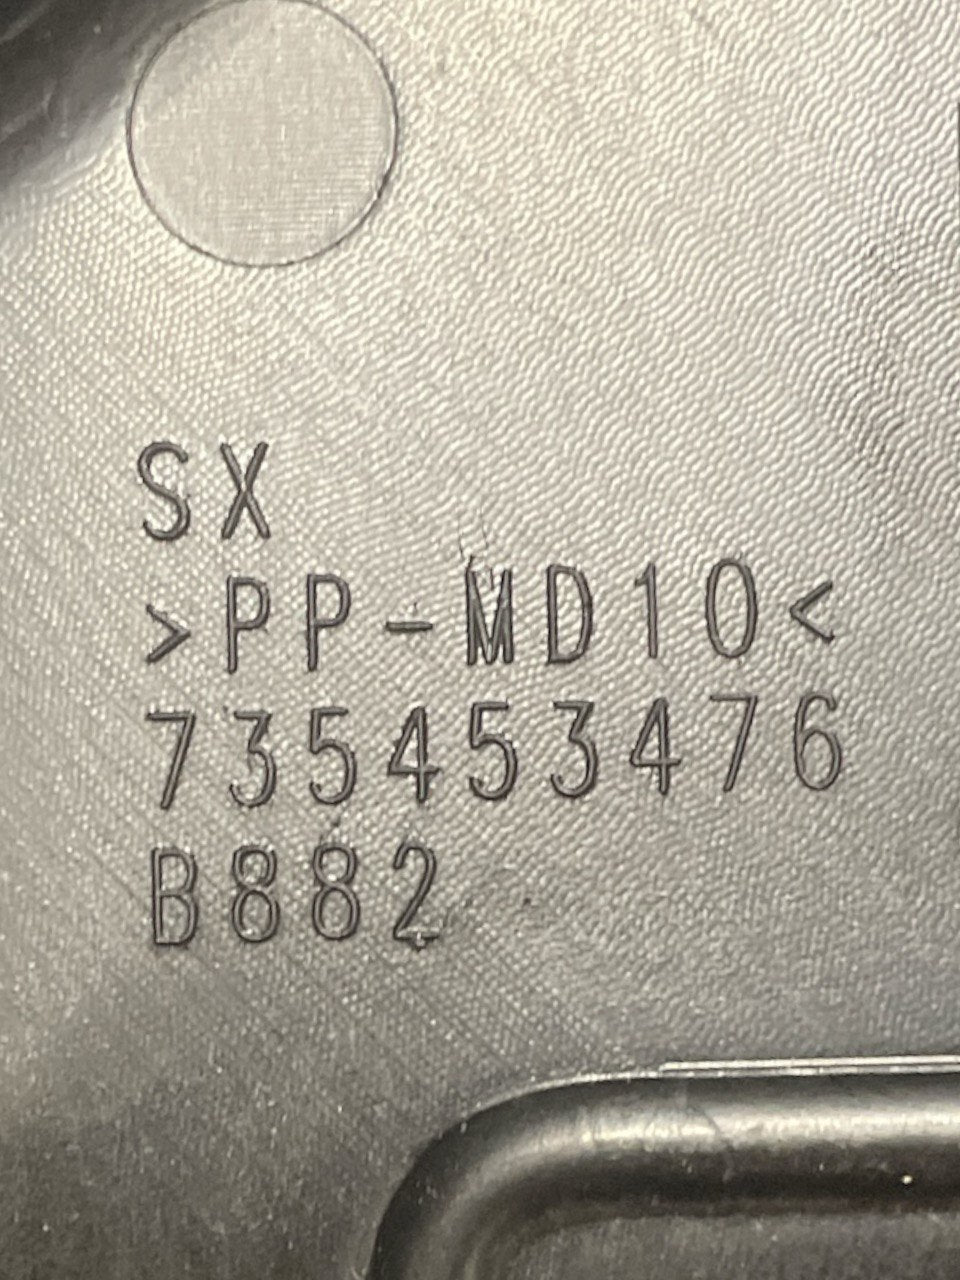 SX
>PP-MD10<
735453476
B882